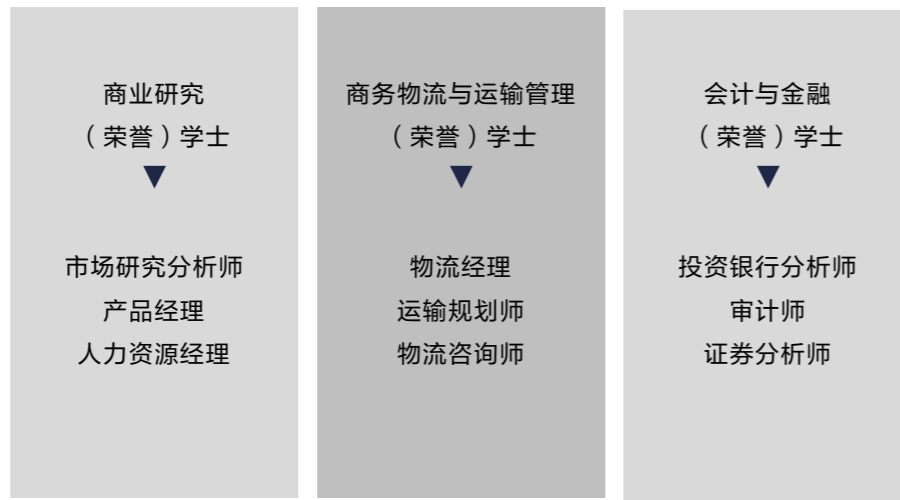 商业研究
（荣誉）学士
市场研究分析师
产品经理
人力资源经理
商务物流与运输管理
（荣誉）学士
物流经理
运输规划师
物流咨询师
会计与金融
（荣誉）学士
投资银行分析师
审计师
证券分析师